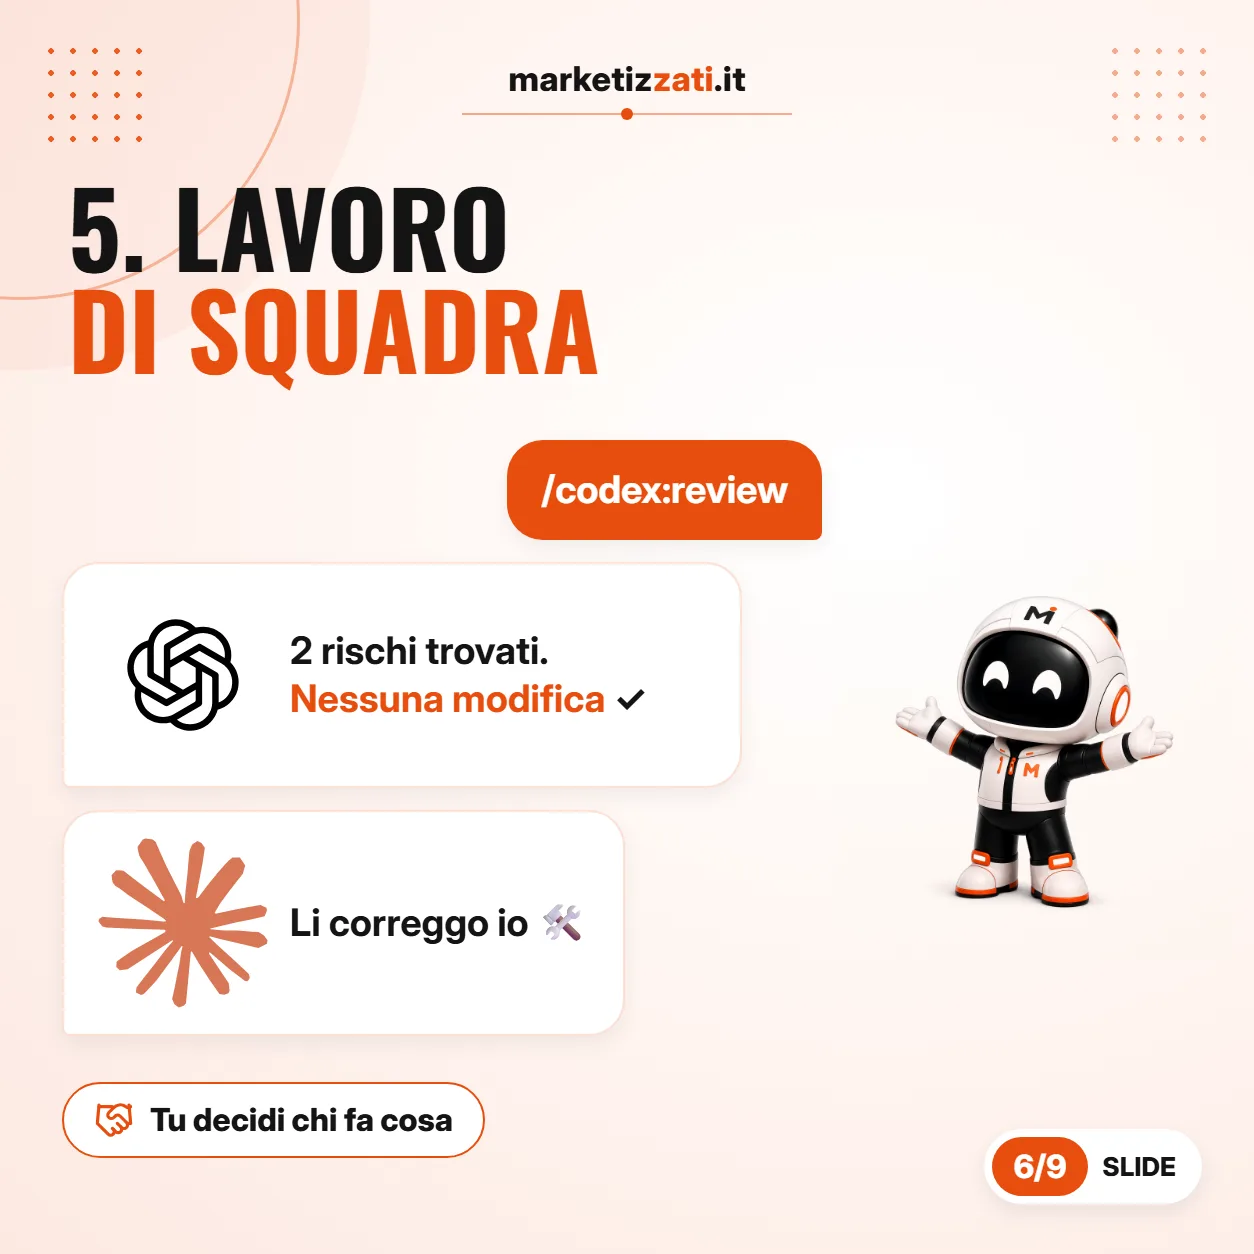 marketizzati.it
5. LAVORO
DI SQUADRA
/codex:review
2 rischi trovati.
Nessuna modifica ✓
Li correggo io 🛠
Tu decidi chi fa cosa
6/9 SLIDE
M
M